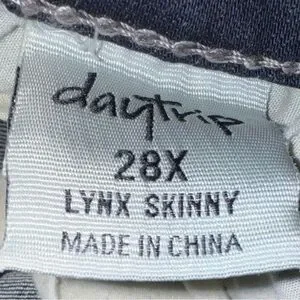 daytrip
28X
LYNX SKINNY
MADE IN CHINA